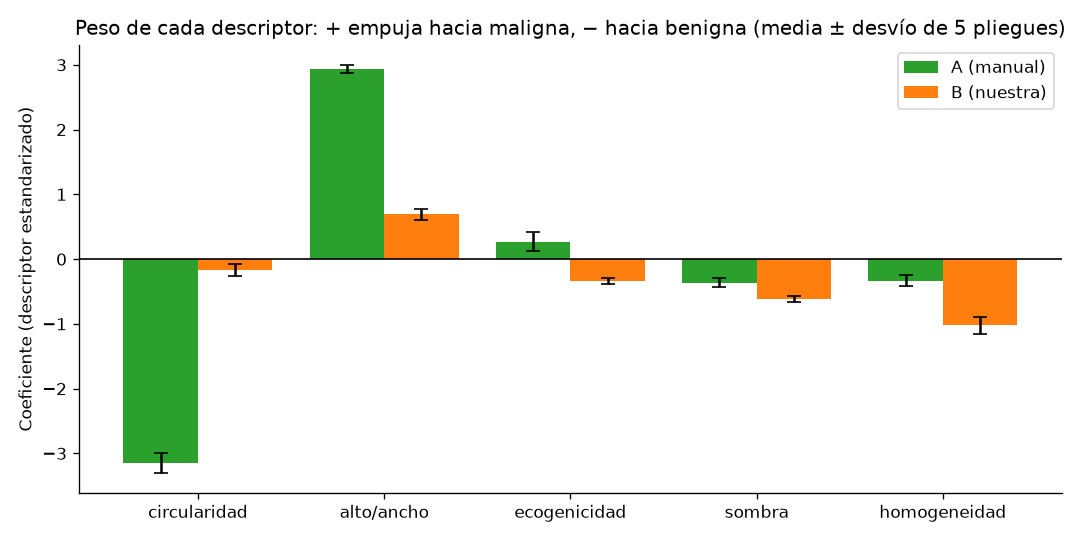 Peso de cada descriptor: + empuja hacia maligna, − hacia benigna (media ± desvío de 5 pliegues)
A (manual)
B (nuestra)
Coeficiente (descriptor estandarizado)
3
2
1
0
−1
−2
−3
circularidad
alto/ancho
ecogenicidad
sombra
homogeneidad